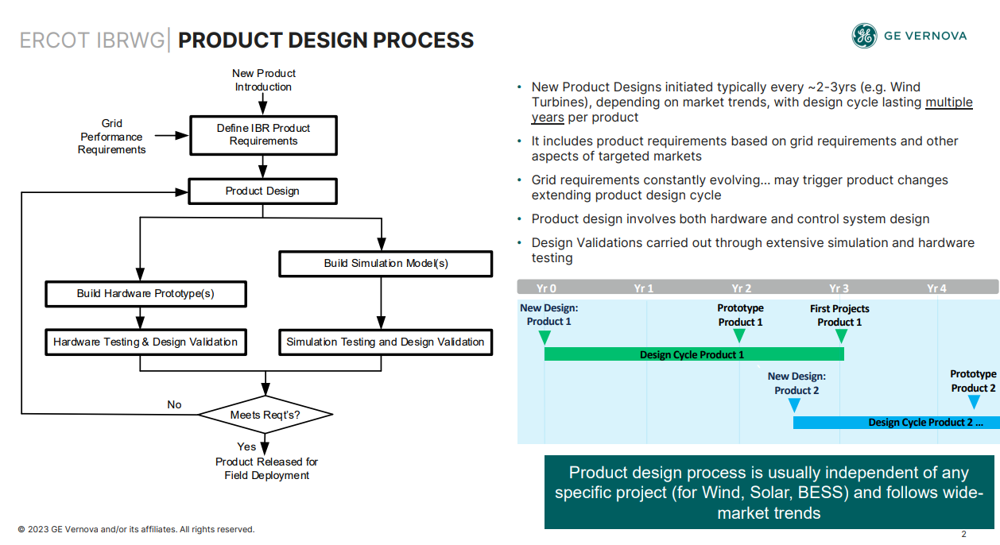 ERCOT IBRWG| PRODUCT DESIGN PROCESS
GE VERNOVA
New Product
Introduction
Grid
Performance
Requirements
Define IBR Product
Requirements
Product Design
Build Simulation Model(s)
Build Hardware Prototype(s)
Hardware Testing & Design Validation
Simulation Testing and Design Validation
No
Meets Reqt's?
Yes
Product Released for
Field Deployment
• New Product Designs initiated typically every ~2-3yrs (e.g. Wind
Turbines), depending on market trends, with design cycle lasting multiple
years per product
• It includes product requirements based on grid requirements and other
aspects of targeted markets
• Grid requirements constantly evolving... may trigger product changes
extending product design cycle
• Product design involves both hardware and control system design
• Design Validations carried out through extensive simulation and hardware
testing
Yr 0 Yr 1 Yr 2 Yr 3 Yr 4
New Design:
Product 1
Prototype
Product 1
First Projects
Product 1
Design Cycle Product 1
New Design:
Product 2
Prototype
Product 2
Design Cycle Product 2 ...
Product design process is usually independent of any
specific project (for Wind, Solar, BESS) and follows wide-
market trends
© 2023 GE Vernova and/or its affiliates. All rights reserved.
2